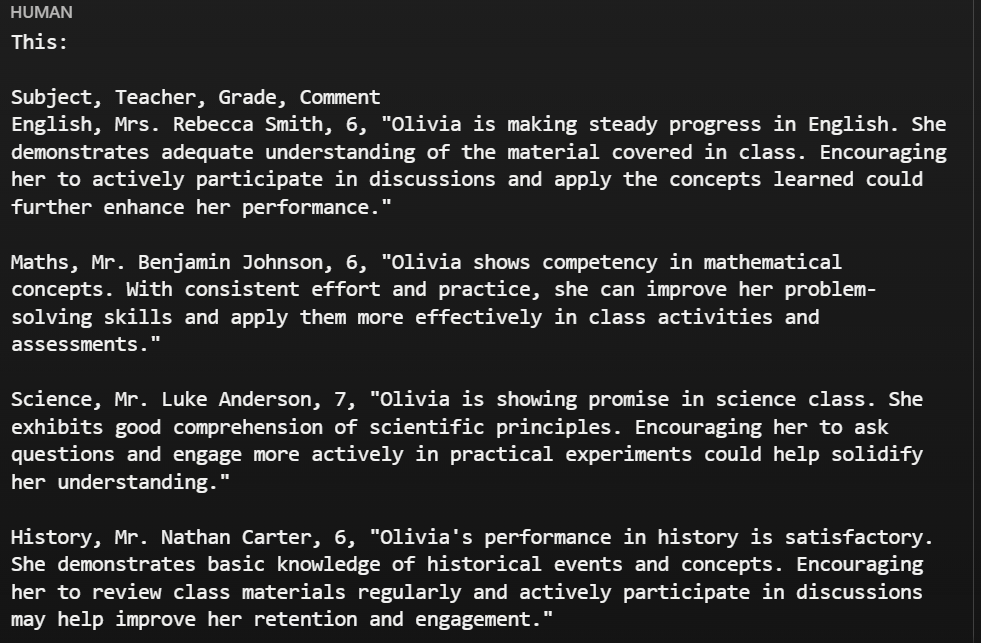 HUMAN
This:
Subject, Teacher, Grade, Comment
English, Mrs. Rebecca Smith, 6, "Olivia is making steady progress in English. She
demonstrates adequate understanding of the material covered in class. Encouraging
her to actively participate in discussions and apply the concepts learned could
further enhance her performance."
Maths, Mr. Benjamin Johnson, 6, "Olivia shows competency in mathematical
concepts. With consistent effort and practice, she can improve her problem-
solving skills and apply them more effectively in class activities and
assessments."
Science, Mr. Luke Anderson, 7, "Olivia is showing promise in science class. She
exhibits good comprehension of scientific principles. Encouraging her to ask
questions and engage more actively in practical experiments could help solidify
her understanding."
History, Mr. Nathan Carter, 6, "Olivia's performance in history is satisfactory.
She demonstrates basic knowledge of historical events and concepts. Encouraging
her to review class materials regularly and actively participate in discussions
may help improve her retention and engagement."